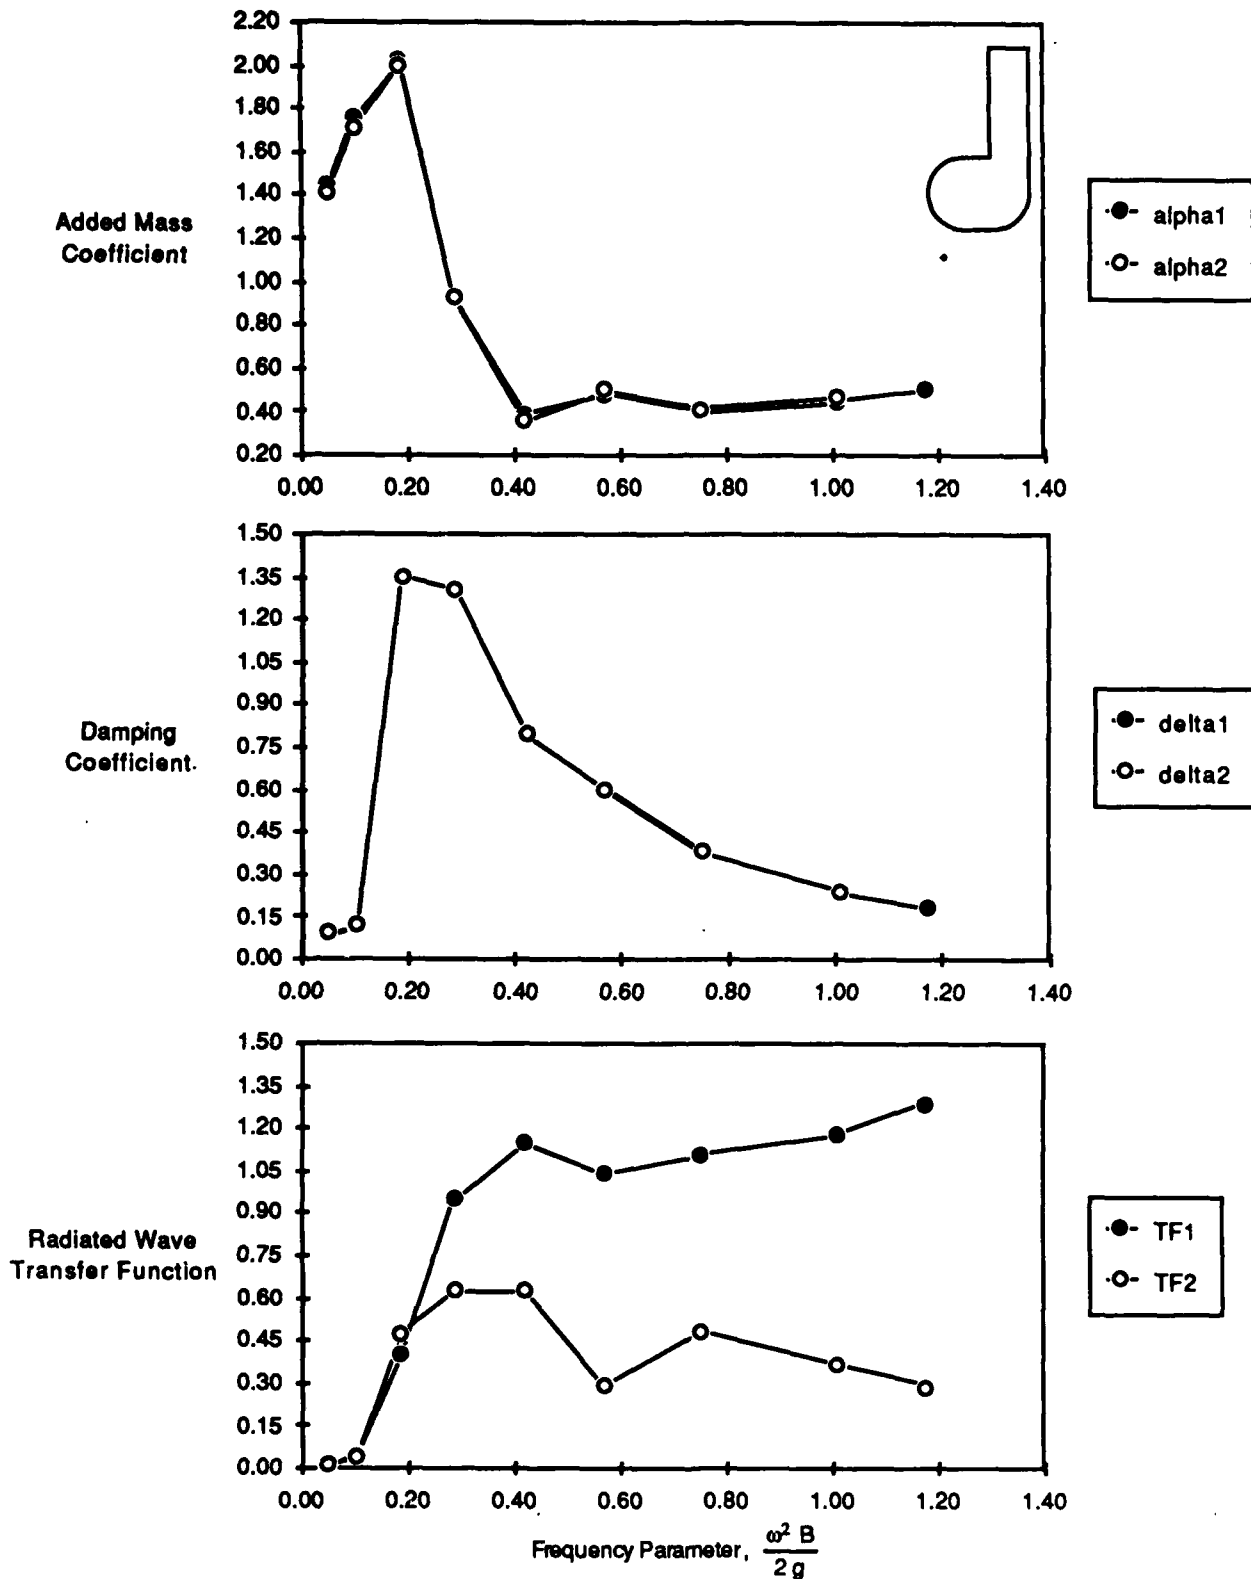 2.20
2.00
1.80
1.60
1.40
1.20
1.00
0.80
0.60
0.40
0.20
Added Mass
Coefficient
0.00 0.20 0.40 0.60 0.80 1.00 1.20 1.40
alpha1
alpha2
1.50
1.35
1.20
1.05
0.90
0.75
0.60
0.45
0.30
0.15
0.00
Damping
Coefficient
0.00 0.20 0.40 0.60 0.80 1.00 1.20 1.40
delta1
delta2
1.50
1.35
1.20
1.05
0.90
0.75
0.60
0.45
0.30
0.15
0.00
Radiated Wave
Transfer Function
0.00 0.20 0.40 0.60 0.80 1.00 1.20 1.40
TF1
TF2
Frequency Parameter, ω² B
2 g